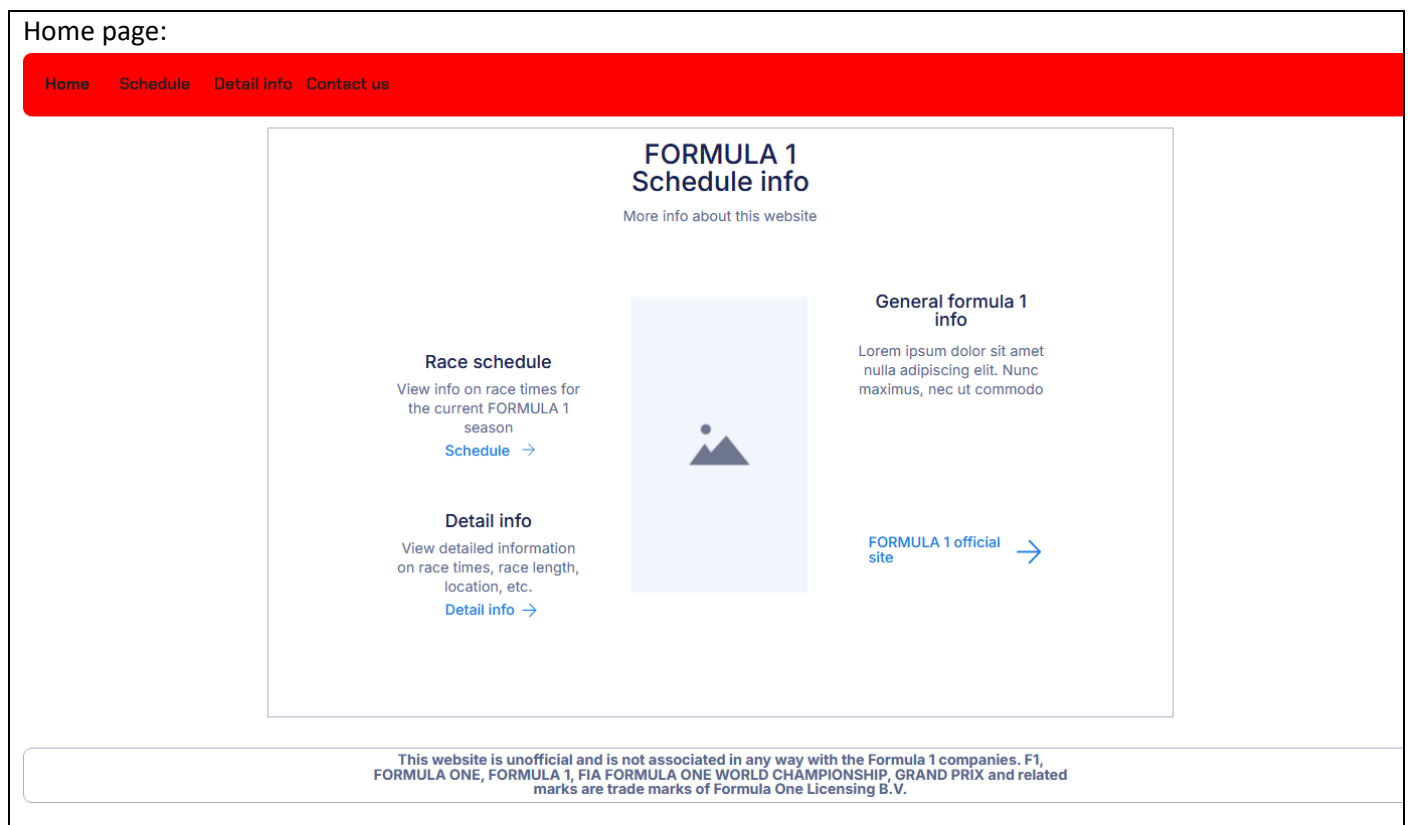 Home page:
Home Schedule Detail info Contact us
FORMULA 1
Schedule info
More info about this website
Race schedule
View info on race times for
the current FORMULA 1
season
Schedule →
Detail info
View detailed information
on race times, race length,
location, etc.
Detail info →
General formula 1
info
Lorem ipsum dolor sit amet
nulla adipiscing elit. Nunc
maximus, nec ut commodo
FORMULA 1 official
site →
This website is unofficial and is not associated in any way with the Formula 1 companies. F1,
FORMULA ONE, FORMULA 1, FIA FORMULA ONE WORLD CHAMPIONSHIP, GRAND PRIX and related
marks are trade marks of Formula One Licensing B.V.